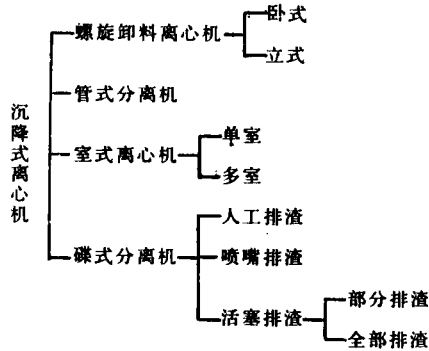 沉降式离心机
螺旋卸料离心机
卧式
立式
管式分离机
室式离心机
单室
多室
碟式分离机
人工排渣
喷嘴排渣
活塞排渣
部分排渣
全部排渣